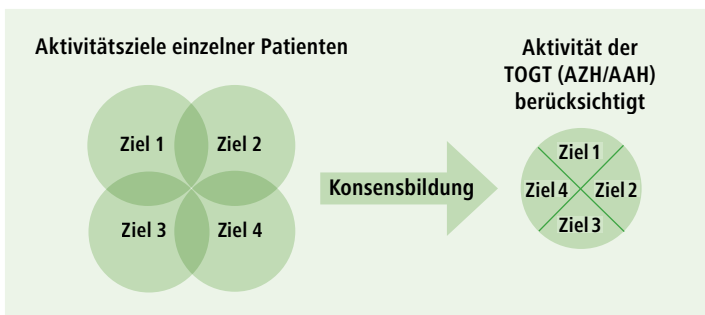 Aktivitätsziele einzelner Patienten
Aktivität der
TOGT (AZH/AAH)
berücksichtigt
Ziel 1
Ziel 2
Ziel 3
Ziel 4
Konsensbildung
Ziel 1
Ziel 4
Ziel 2
Ziel 3